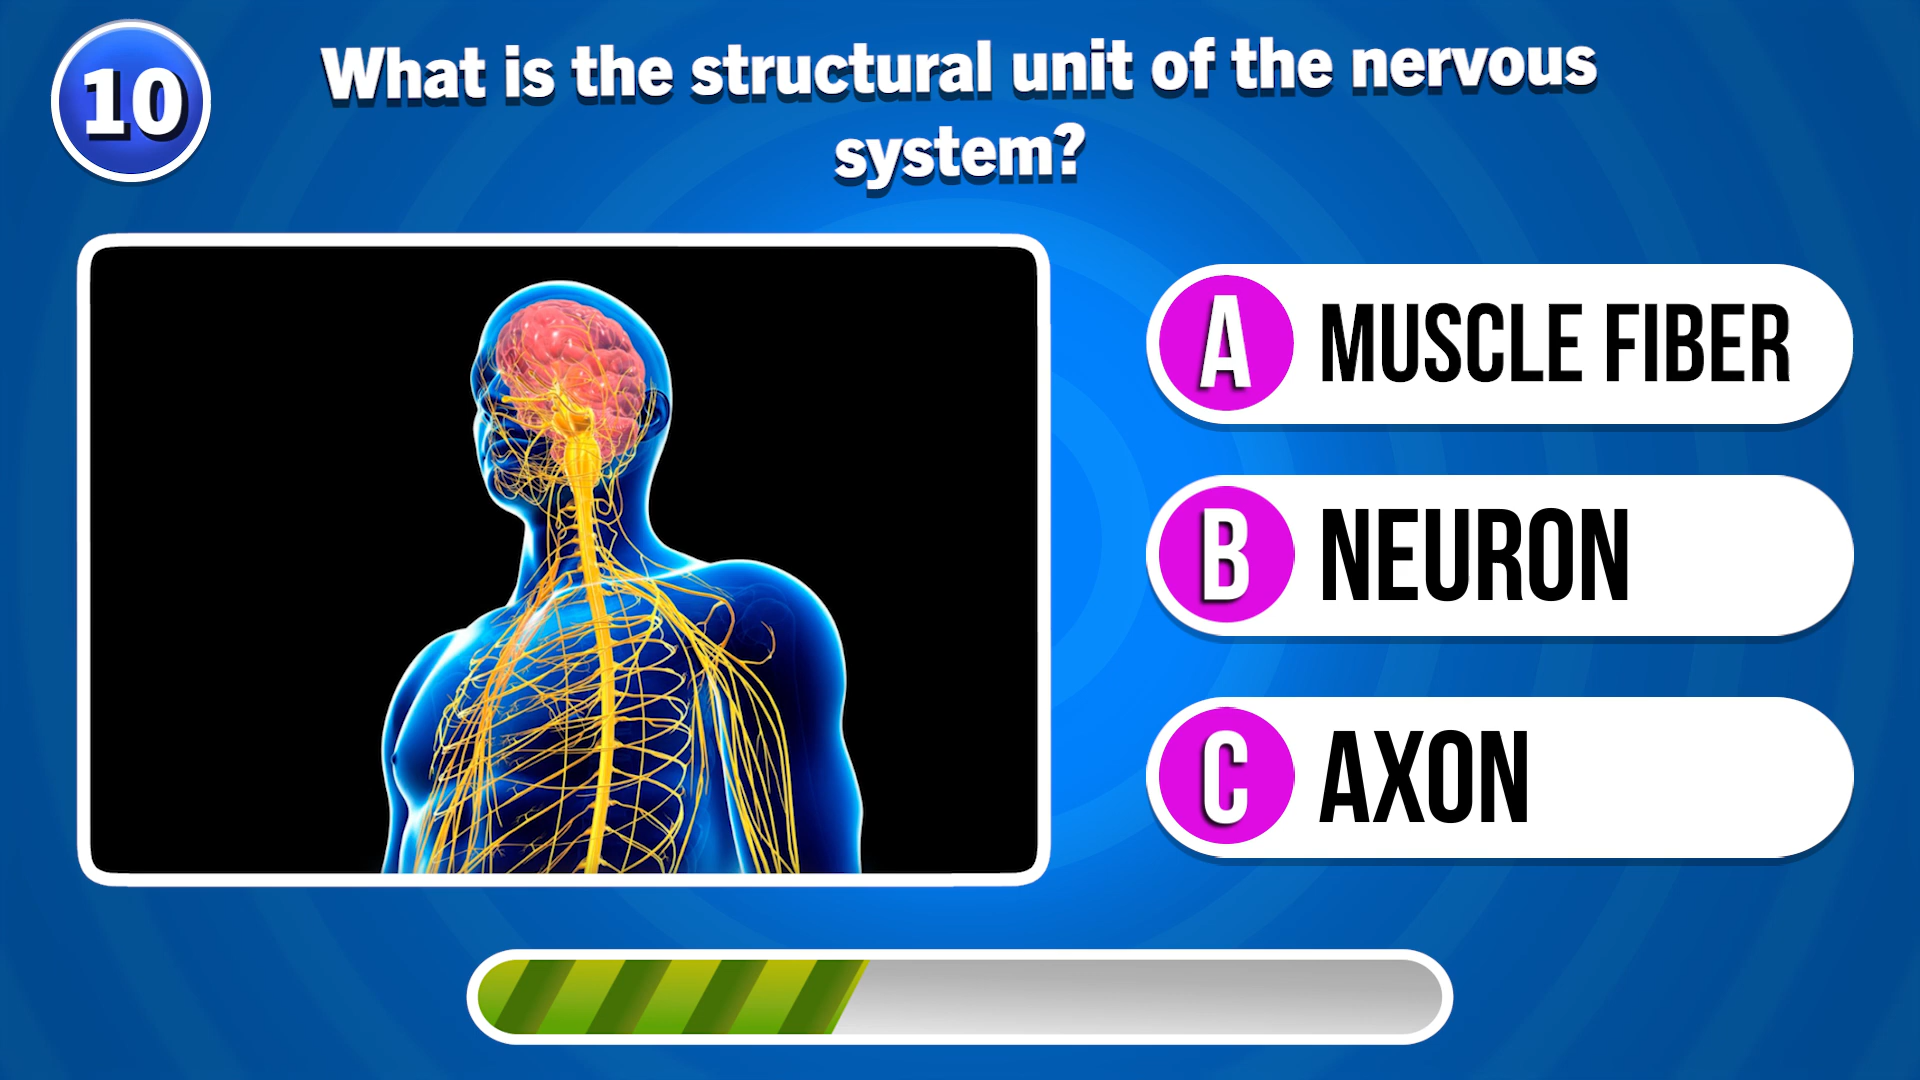 10
What is the structural unit of the nervous
system?
A MUSCLE FIBER
B NEURON
C AXON